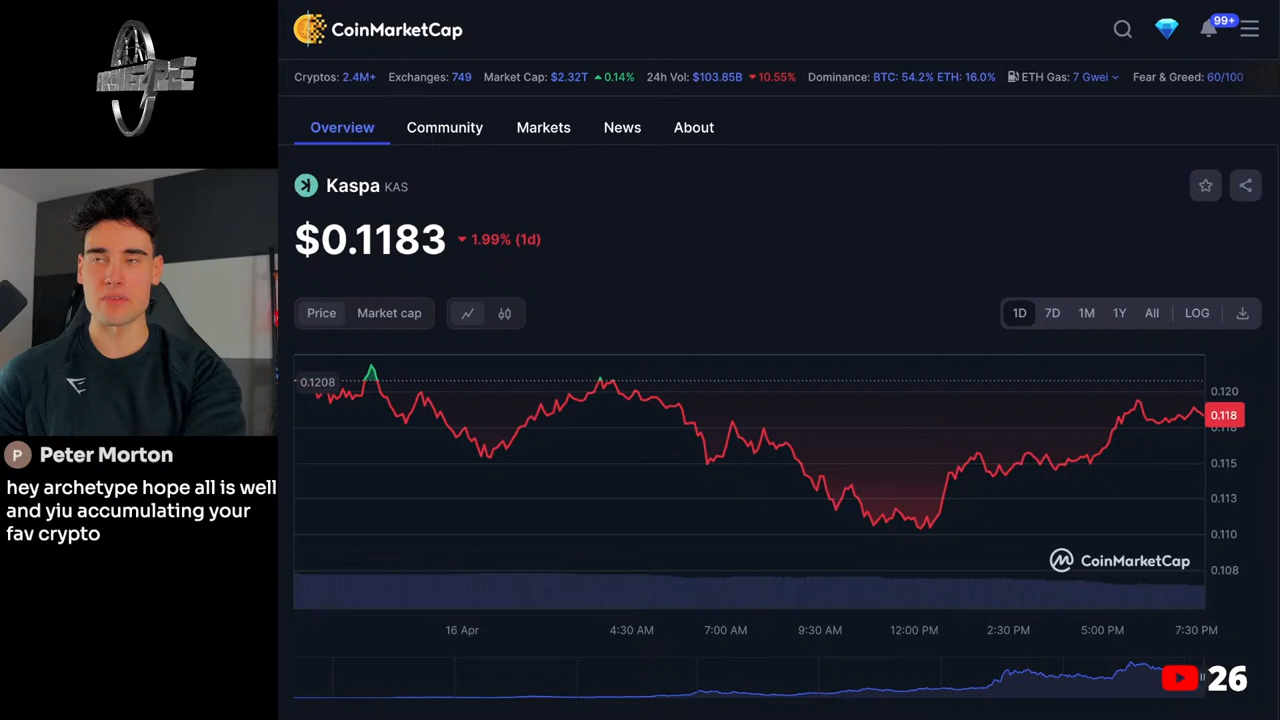 CoinMarketCap
99+
Cryptos: 2.4M+ Exchanges: 749 Market Cap: $2.32T 0.14% 24h Vol: $103.85B 10.55% Dominance: BTC: 54.2% ETH: 16.0% ETH Gas: 7 Gwei Fear & Greed: 60/100
Overview Community Markets News About
Kaspa KAS
$0.1183 1.99% (1d)
Price Market cap
1D 7D 1M 1Y All LOG
0.1208
0.120
0.118
0.118
0.115
0.113
0.110
0.108
CoinMarketCap
16 Apr 4:30 AM 7:00 AM 9:30 AM 12:00 PM 2:30 PM 5:00 PM 7:30 PM
P Peter Morton
hey archetype hope all is well
and yiu accumulating your
fav crypto
26